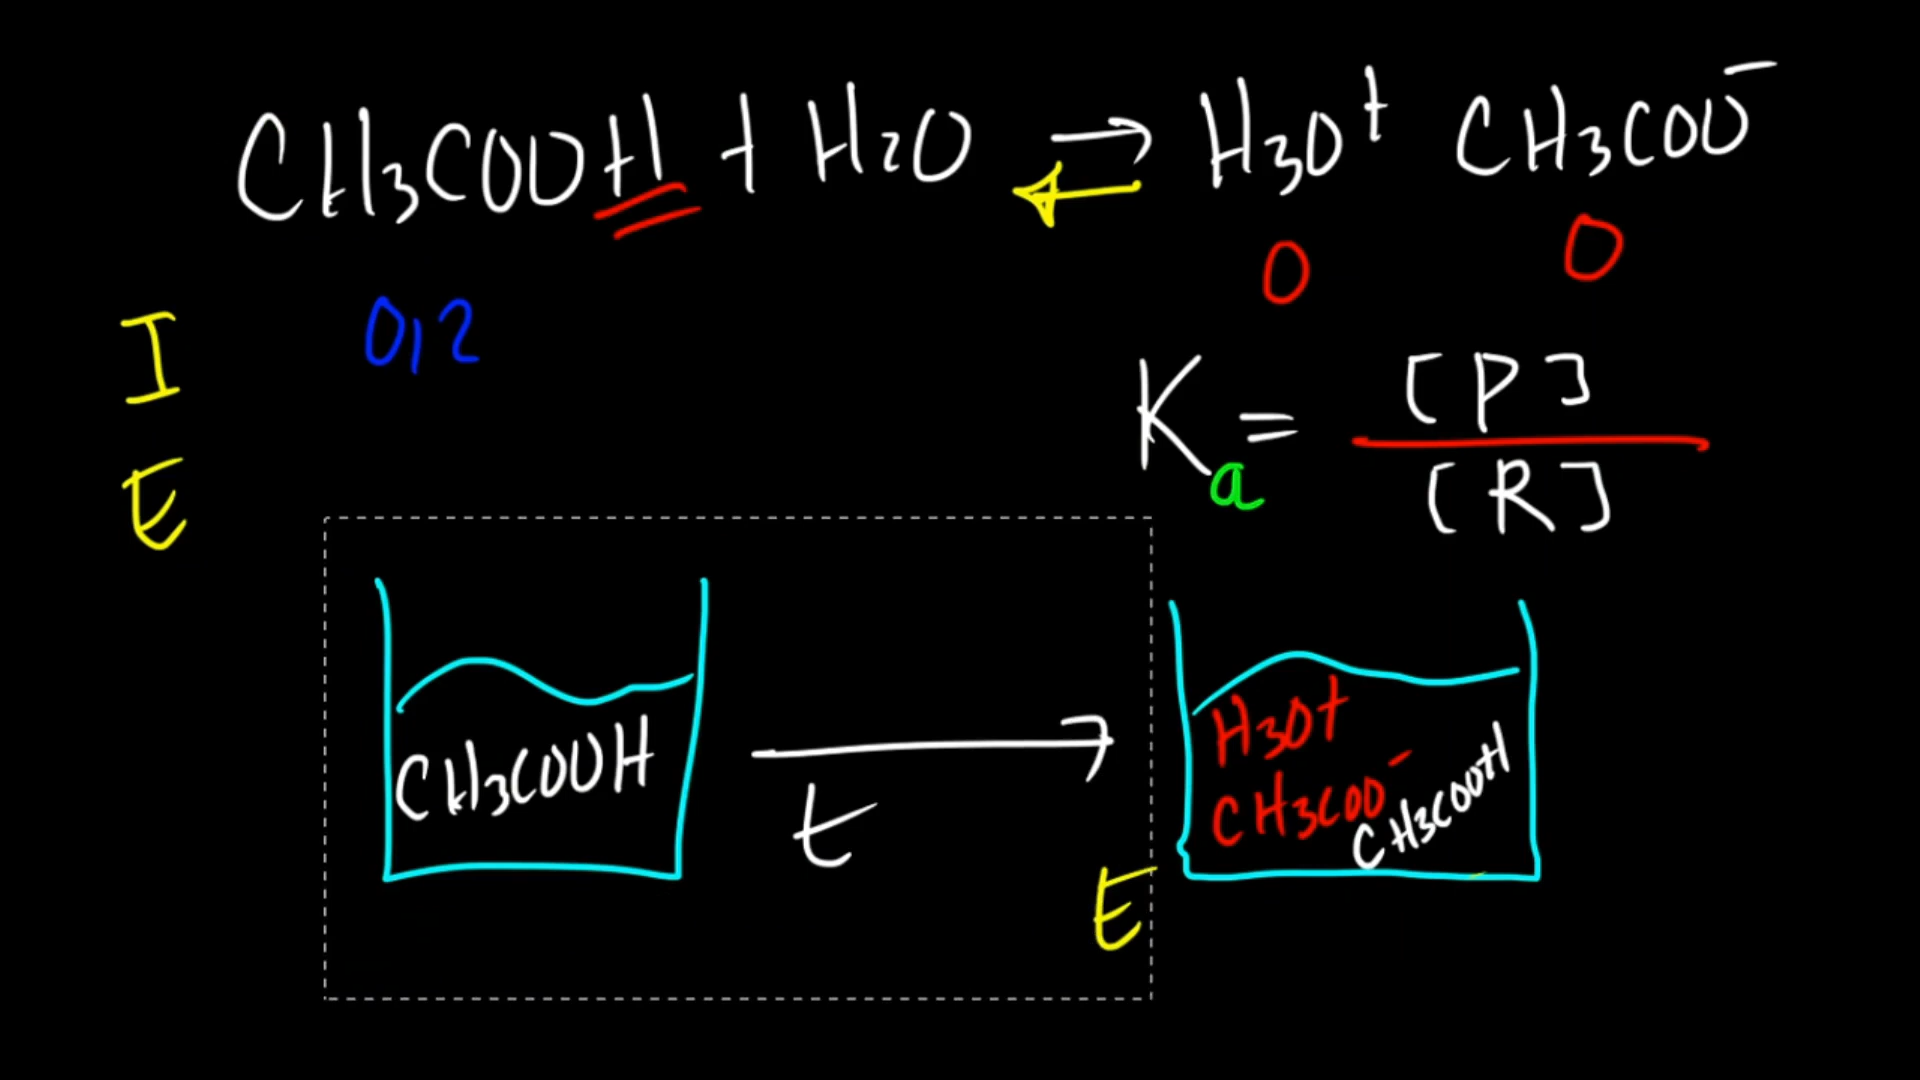 CH3COOH + H2O ⇄ H3O+ CH3COO-
0 0
I 0,2
Ka = [P] / [R]
E
CH3COOH
t
H3O+
CH3COO-
CH3COOH
E